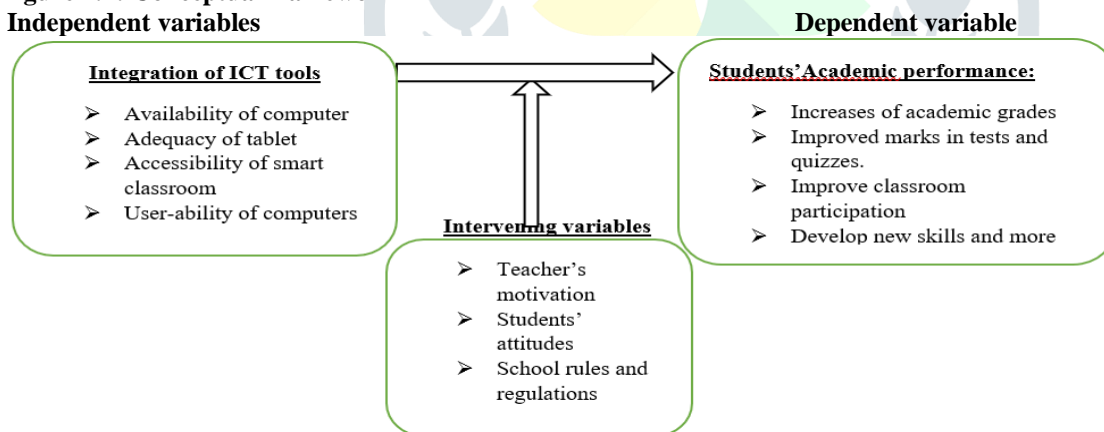 Independent variables
Dependent variable
Integration of ICT tools
➢ Availability of computer
➢ Adequacy of tablet
➢ Accessibility of smart
classroom
➢ User-ability of computers
Students'Academic performance:
➢ Increases of academic grades
➢ Improved marks in tests and
quizzes.
➢ Improve classroom
participation
➢ Develop new skills and more
Intervening variables
➢ Teacher's
motivation
➢ Students'
attitudes
➢ School rules and
regulations